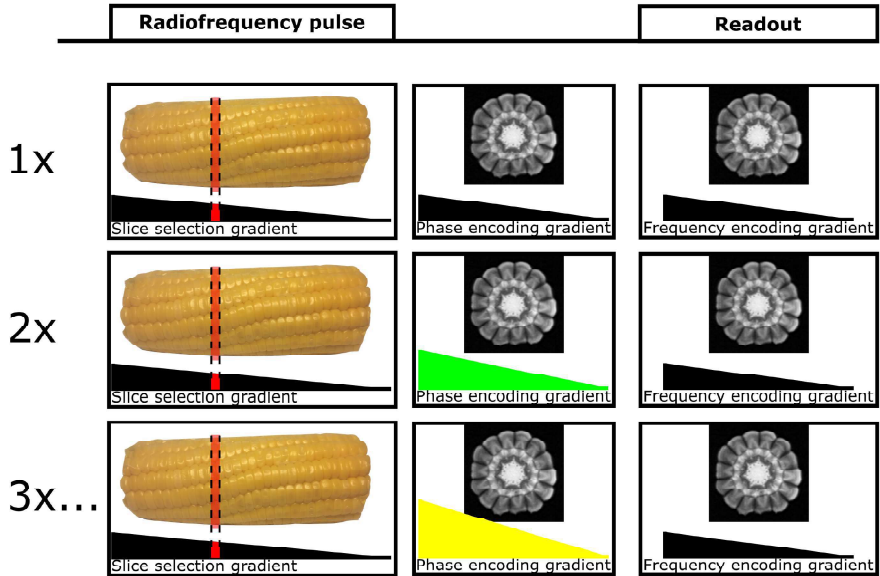 Radiofrequency pulse
Readout
1x
Slice selection gradient
Phase encoding gradient
Frequency encoding gradient
2x
Slice selection gradient
Phase encoding gradient
Frequency encoding gradient
3x...
Slice selection gradient
Phase encoding gradient
Frequency encoding gradient